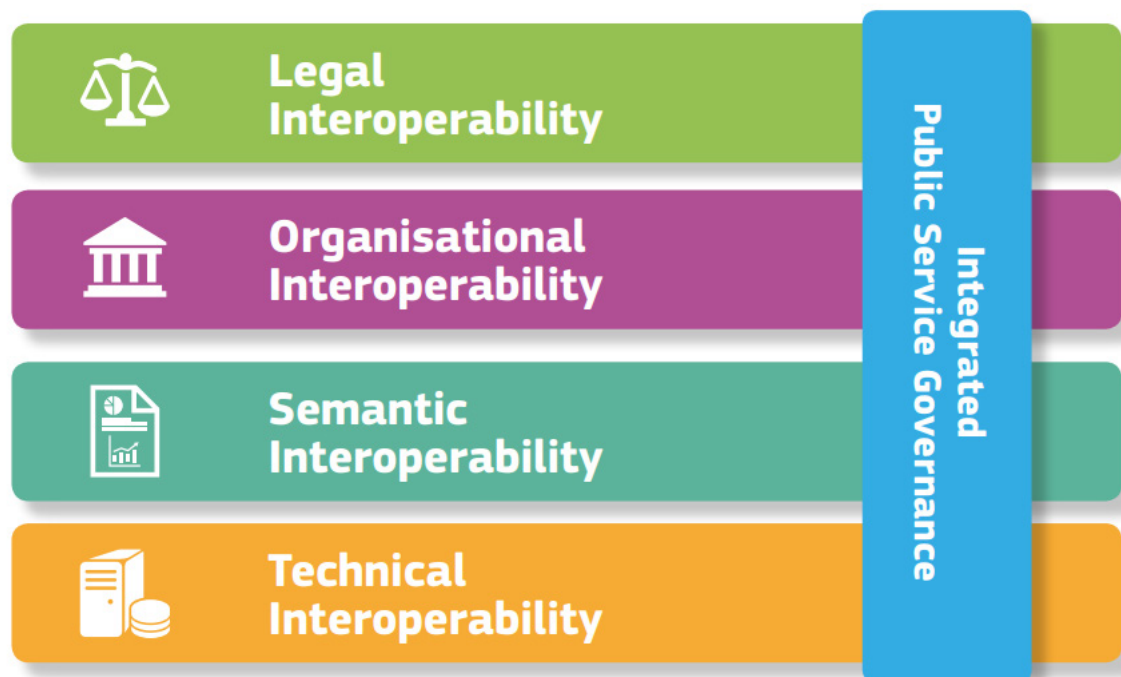 Legal
Interoperability
Organisational
Interoperability
Semantic
Interoperability
Technical
Interoperability
Integrated
Public Service Governance